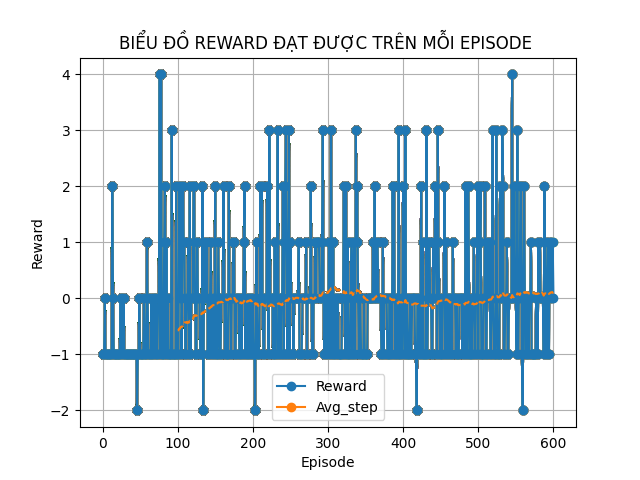 BIỂU ĐỒ REWARD ĐẠT ĐƯỢC TRÊN MỖI EPISODE
4
3
2
1
0
−1
−2
Reward
Reward
Avg_step
0 100 200 300 400 500 600
Episode